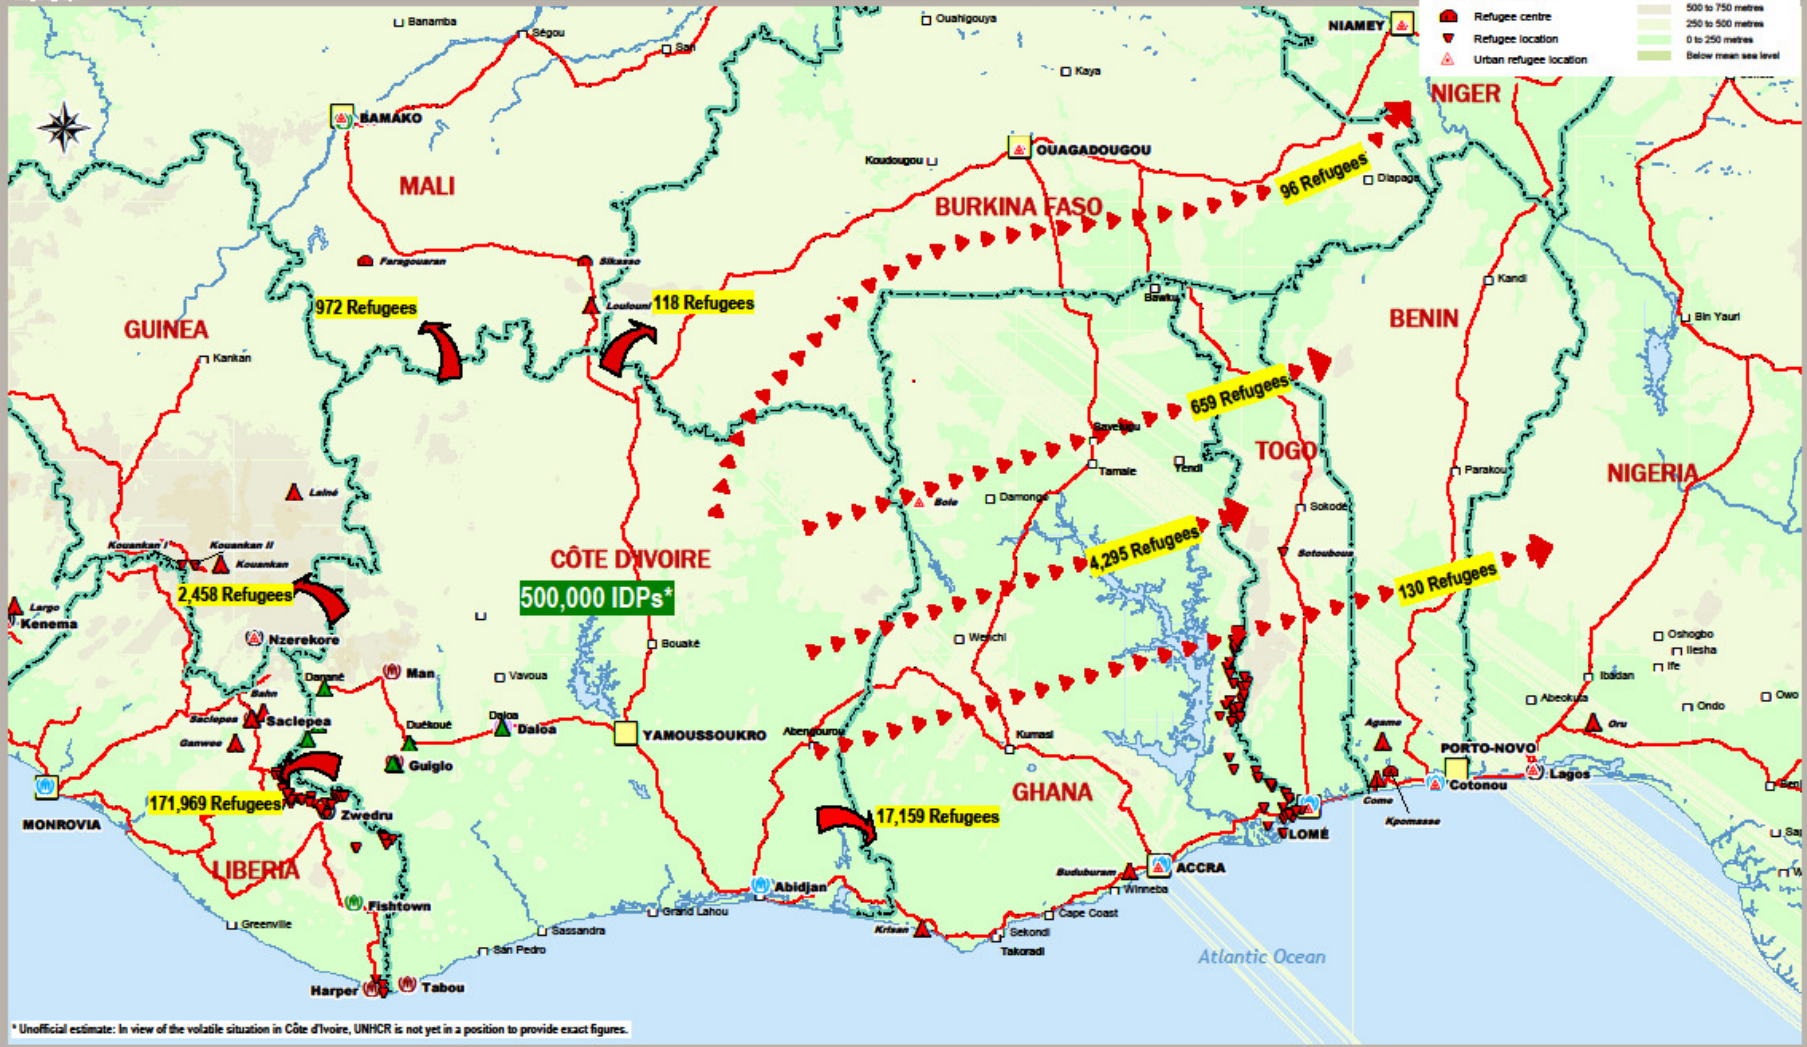 Refugee centre
Refugee location
Urban refugee location
500 to 750 metres
250 to 500 metres
0 to 250 metres
Below mean sea level
Banamba
Ségou
San
Ouahigouya
Kaya
NIAMEY
NIGER
BAMAKO
MALI
Koudougou
OUAGADOUGOU
BURKINA FASO
96 Refugees
Diapaga
Faragouaran
Sikasso
Loulouni
972 Refugees
118 Refugees
GUINEA
Kankan
Bawku
Kandi
BENIN
Bin Yauri
659 Refugees
Savelugu
Tamale
Yendi
TOGO
Parakou
NIGERIA
Lainé
Bole
Damongo
Sokodé
Kouankan I
Kouankan II
Kouankan
CÔTE D'IVOIRE
500,000 IDPs*
4,295 Refugees
Sotouboua
130 Refugees
2,458 Refugees
Largo
Kenema
Nzerekore
Bouaké
Wenchi
Oshogbo
Ilesha
Ife
Ibadan
Man
Danané
Vavoua
Bahn
Saclepea
Saclepea
Ganwee
Duékoué
Daloa
Daloa
YAMOUSSOUKRO
Abengourou
Kumasi
Abeokuta
Ondo
Owo
Agame
Oru
PORTO-NOVO
Guiglo
Lagos
Cotonou
Come
Kpomasse
171,969 Refugees
Zwedru
MONROVIA
LIBERIA
17,159 Refugees
GHANA
LOMÉ
Buduburam
ACCRA
Winneba
Abidjan
Fishtown
Greenville
Grand Lahou
Cape Coast
Sassandra
San Pedro
Krisan
Sekondi
Takoradi
Atlantic Ocean
Harper
Tabou
* Unofficial estimate: In view of the volatile situation in Côte d'Ivoire, UNHCR is not yet in a position to provide exact figures.